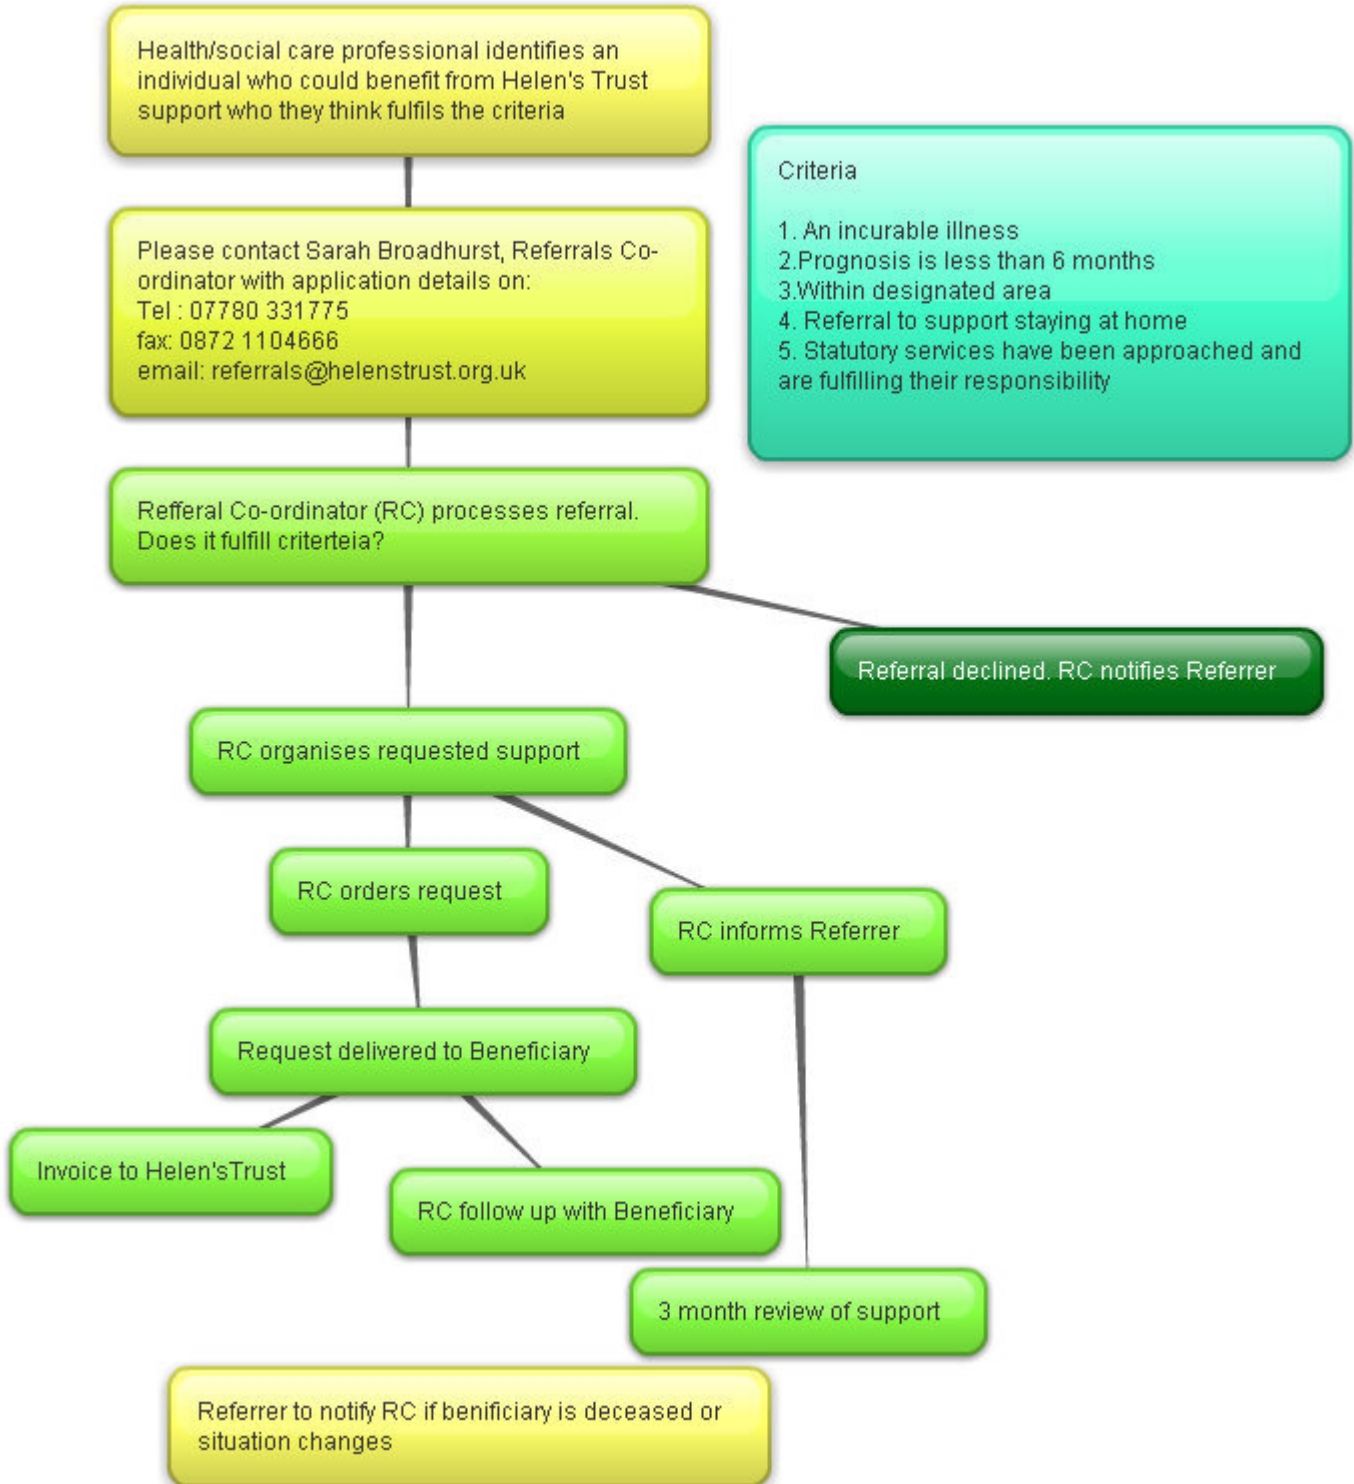 Health/social care professional identifies an
individual who could benefit from Helen's Trust
support who they think fulfils the criteria
Criteria
1. An incurable illness
2.Prognosis is less than 6 months
3.Within designated area
4. Referral to support staying at home
5. Statutory services have been approached and
are fulfilling their responsibility
Please contact Sarah Broadhurst, Referrals Co-
ordinator with application details on:
Tel : 07780 331775
fax: 0872 1104666
email: referrals@helenstrust.org.uk
Refferal Co-ordinator (RC) processes referral.
Does it fulfill criterteia?
Referral declined. RC notifies Referrer
RC organises requested support
RC orders request
RC informs Referrer
Request delivered to Beneficiary
Invoice to Helen'sTrust
RC follow up with Beneficiary
3 month review of support
Referrer to notify RC if benificiary is deceased or
situation changes